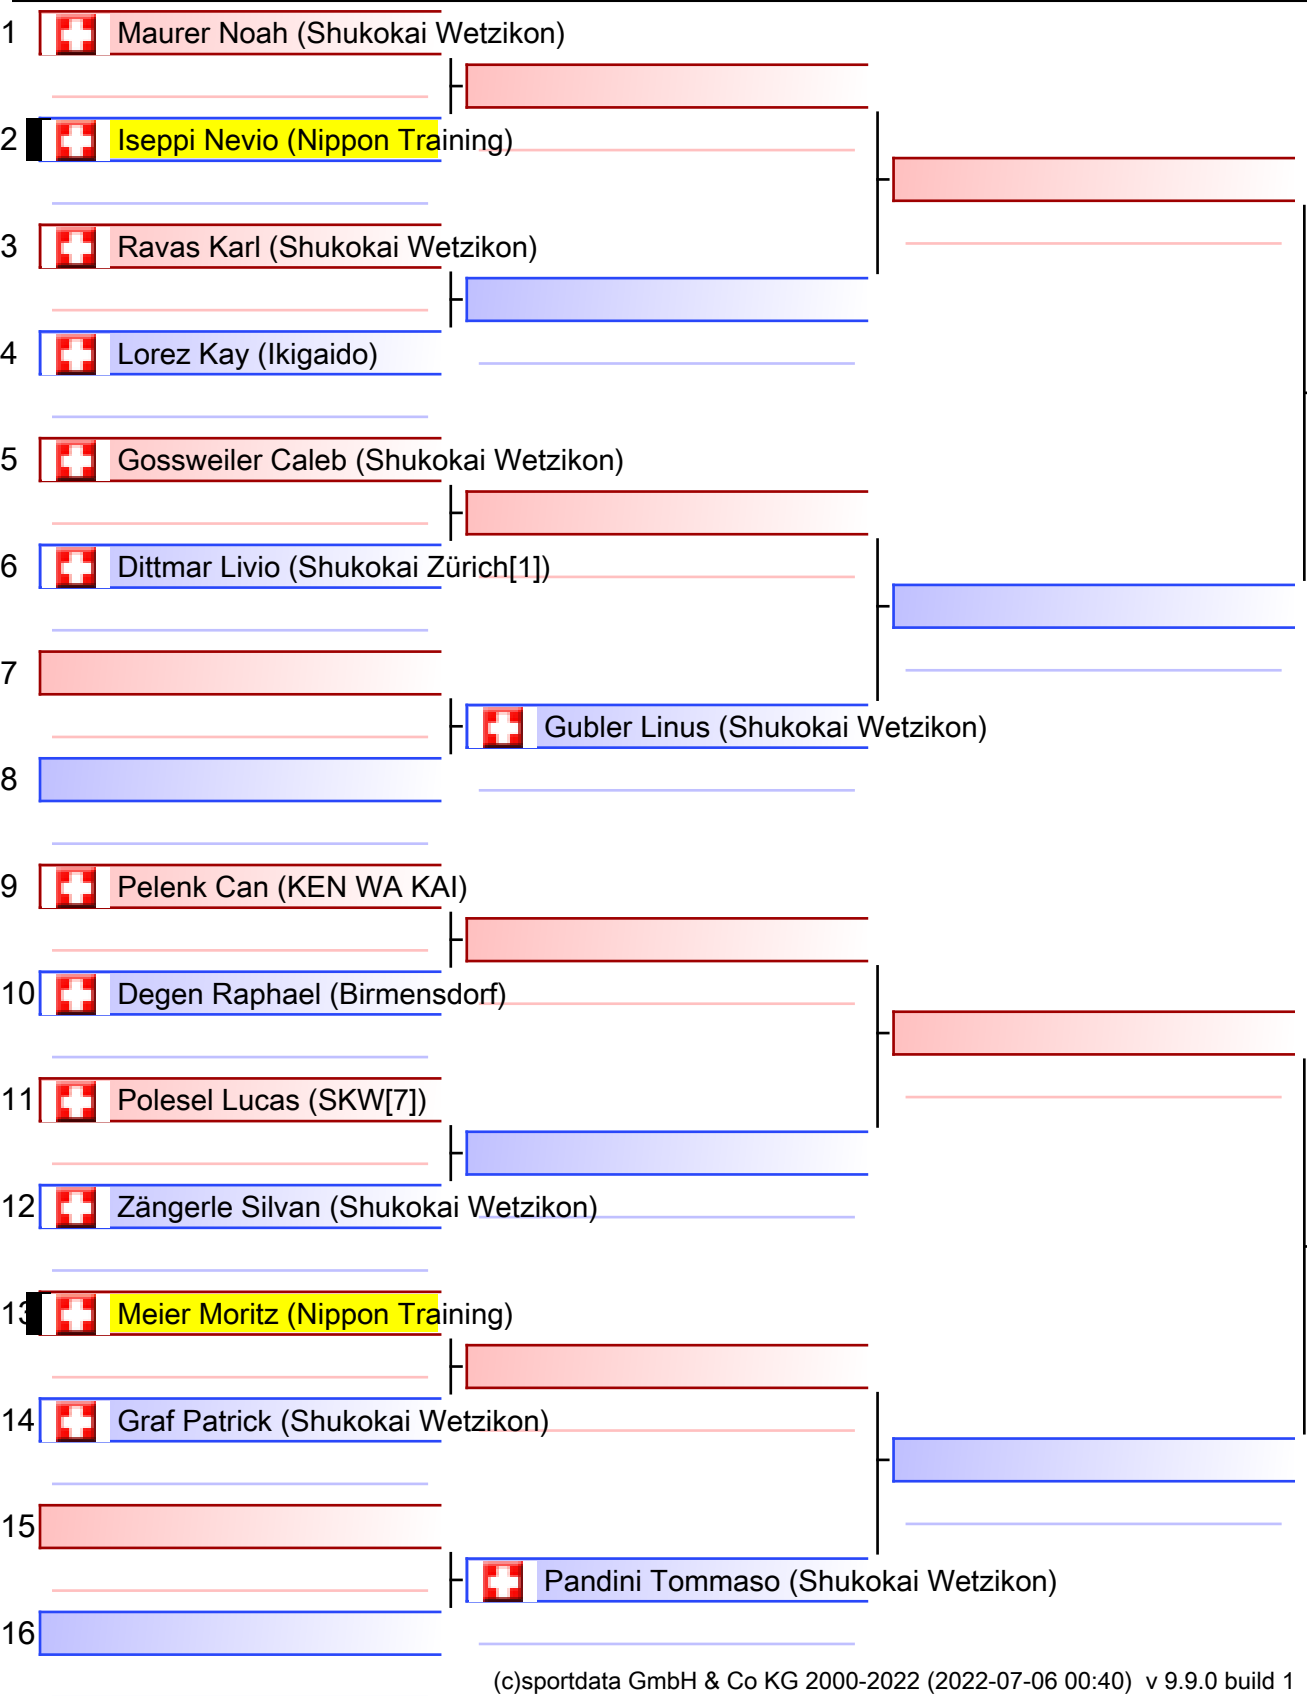 1 Maurer Noah (Shukokai Wetzikon)
2 Iseppi Nevio (Nippon Training)
3 Ravas Karl (Shukokai Wetzikon)
4 Lorez Kay (Ikigaido)
5 Gossweiler Caleb (Shukokai Wetzikon)
6 Dittmar Livio (Shukokai Zürich[1])
7
Gubler Linus (Shukokai Wetzikon)
8
9 Pelenk Can (KEN WA KAI)
10 Degen Raphael (Birmensdorf)
11 Polesel Lucas (SKW[7])
12 Zängerle Silvan (Shukokai Wetzikon)
13 Meier Moritz (Nippon Training)
14 Graf Patrick (Shukokai Wetzikon)
15
Pandini Tommaso (Shukokai Wetzikon)
16
(c)sportdata GmbH & Co KG 2000-2022 (2022-07-06 00:40) v 9.9.0 build 1